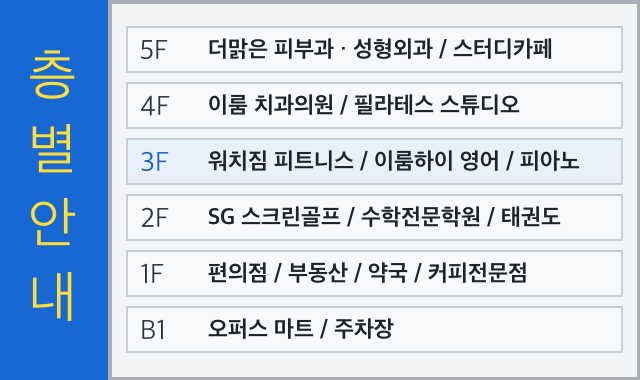 층별안내
5F 더맑은 피부과 · 성형외과 / 스터디카페
4F 이룸 치과의원 / 필라테스 스튜디오
3F 워치짐 피트니스 / 이룸하이 영어 / 피아노
2F SG 스크린골프 / 수학전문학원 / 태권도
1F 편의점 / 부동산 / 약국 / 커피전문점
B1 오퍼스 마트 / 주차장